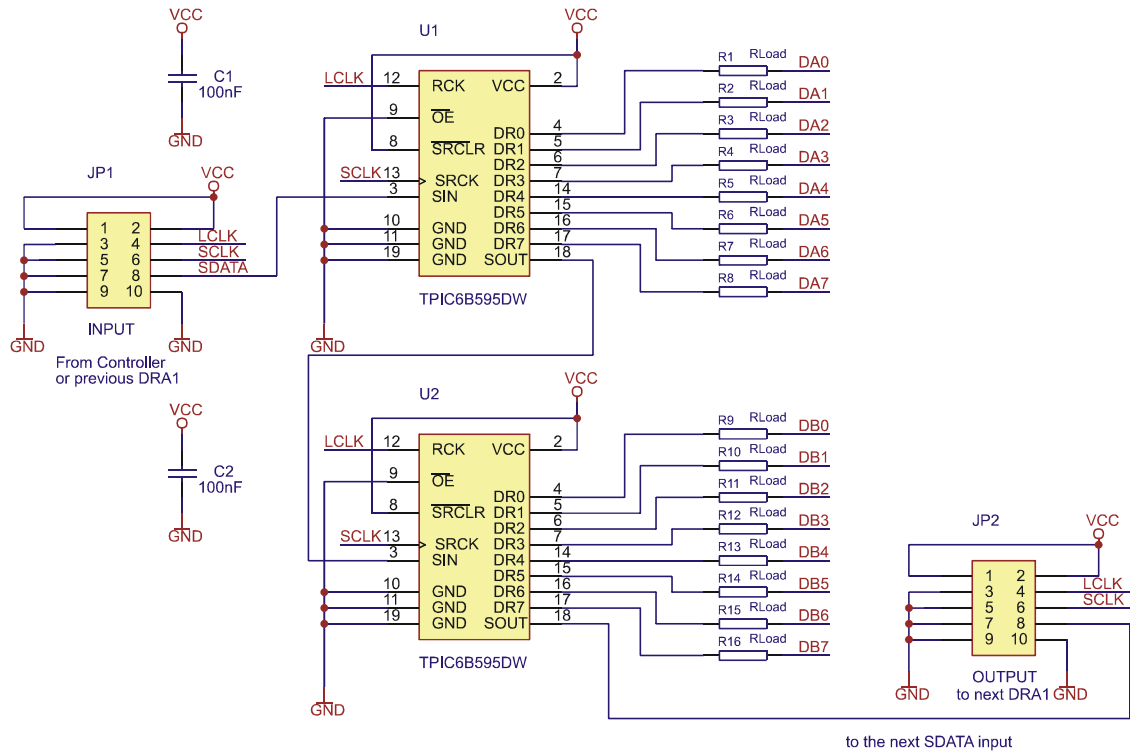 VCC
C1
100nF
GND
JP1
VCC
1 2
3 4 LCLK
5 6 SCLK
7 8 SDATA
9 10
INPUT
GND GND
From Controller
or previous DRA1
VCC
C2
100nF
GND
U1
VCC
LCLK 12 RCK VCC 2
9 OE
DR0 4
8 SRCLR DR1 5
DR2 6
SCLK 13 SRCK DR3 7
3 SIN DR4 14
DR5 15
10 GND DR6 16
11 GND DR7 17
19 GND SOUT 18
TPIC6B595DW
GND
R1 RLoad DA0
R2 RLoad DA1
R3 RLoad DA2
R4 RLoad DA3
R5 RLoad DA4
R6 RLoad DA5
R7 RLoad DA6
R8 RLoad DA7
U2
VCC
LCLK 12 RCK VCC 2
9 OE
DR0 4
8 SRCLR DR1 5
DR2 6
SCLK 13 SRCK DR3 7
3 SIN DR4 14
DR5 15
10 GND DR6 16
11 GND DR7 17
19 GND SOUT 18
TPIC6B595DW
GND
R9 RLoad DB0
R10 RLoad DB1
R11 RLoad DB2
R12 RLoad DB3
R13 RLoad DB4
R14 RLoad DB5
R15 RLoad DB6
R16 RLoad DB7
JP2
VCC
1 2
3 4 LCLK
5 6 SCLK
7 8
9 10
OUTPUT
to next DRA1
GND GND
to the next SDATA input